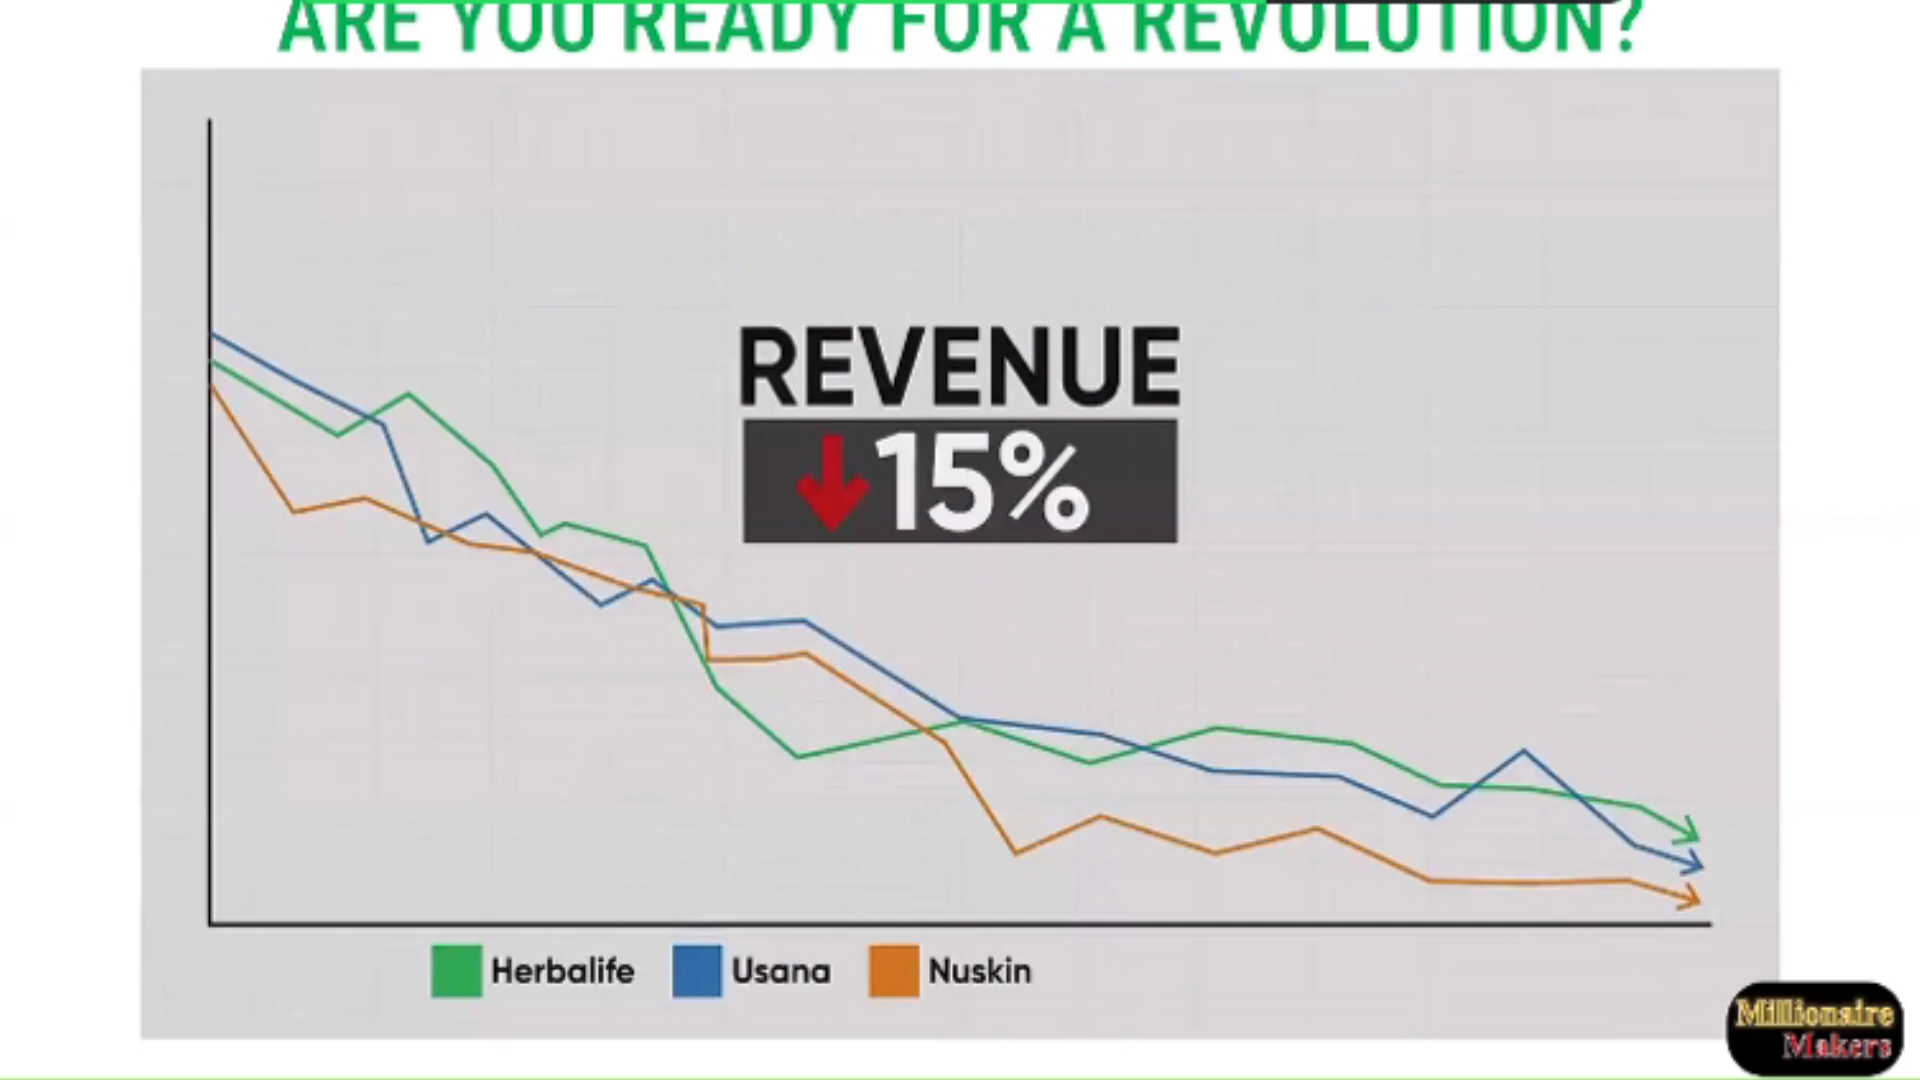 ARE YOU READY FOR A REVOLUTION?
REVENUE
15%
Herbalife Usana Nuskin
Millionaire
Makers